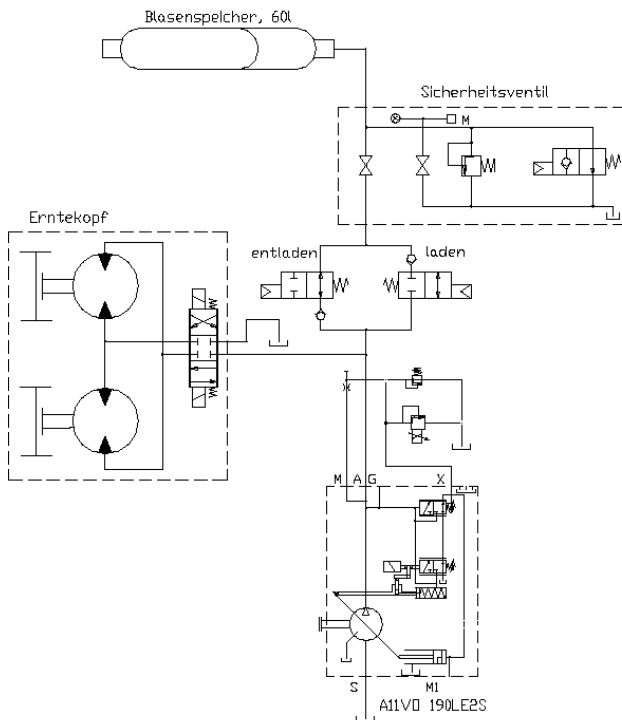 Blasenspeicher, 60l
Sicherheitsventil
M
Erntekopf
entladen
laden
M A G X
S M1
A11VO 190LE2S